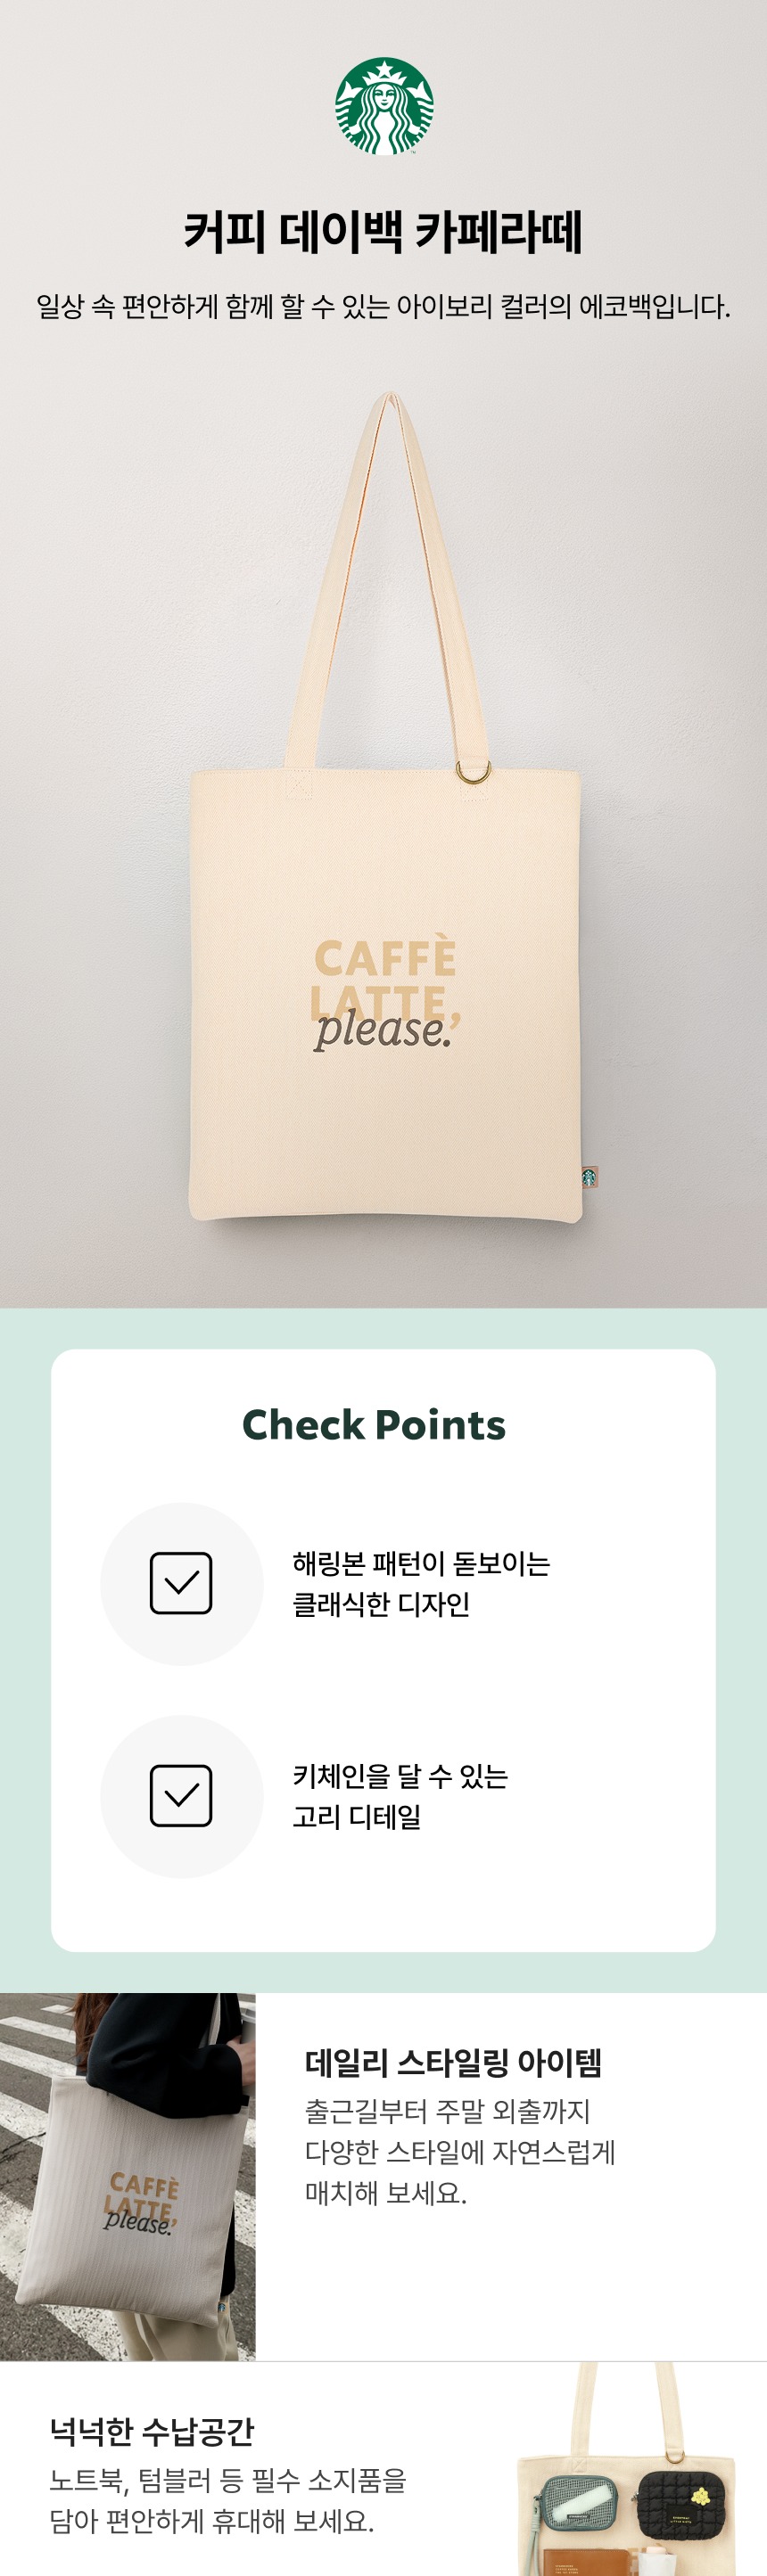 커피 데이백 카페라떼
일상 속 편안하게 함께 할 수 있는 아이보리 컬러의 에코백입니다.
CAFFÈ
LATTE,
please.
Check Points
해링본 패턴이 돋보이는
클래식한 디자인
키체인을 달 수 있는
고리 디테일
데일리 스타일링 아이템
출근길부터 주말 외출까지
다양한 스타일에 자연스럽게
매치해 보세요.
CAFFÈ
LATTE,
please.
넉넉한 수납공간
노트북, 텀블러 등 필수 소지품을
담아 편안하게 휴대해 보세요.